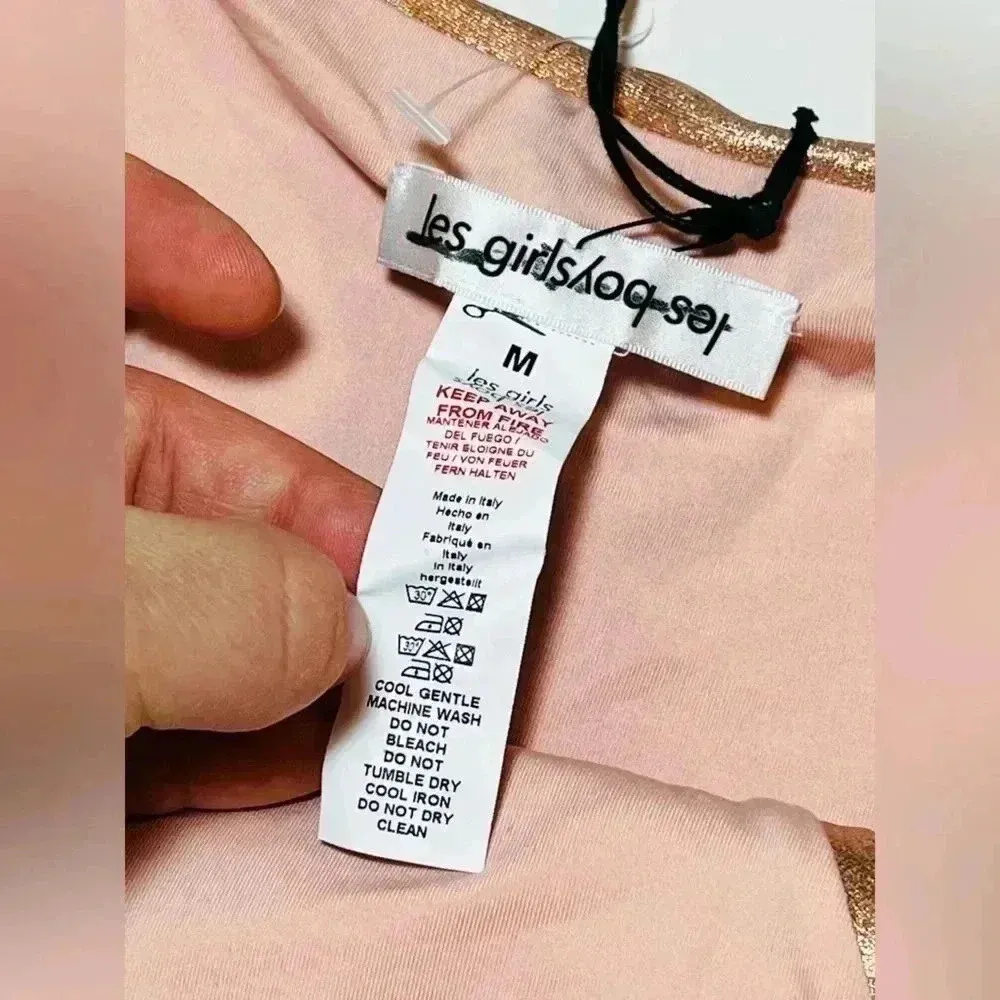 les girls les boys
M
les girls
les boys
KEEP AWAY
FROM FIRE
MANTENER ALEJADO
DEL FUEGO /
TENIR ELOIGNE DU
FEU / VON FEUER
FERN HALTEN
Made in Italy
Hecho en
Italy
Fabriqué en
Italy
In Italy
hergestellt
30°
30°
COOL GENTLE
MACHINE WASH
DO NOT
BLEACH
DO NOT
TUMBLE DRY
COOL IRON
DO NOT DRY
CLEAN